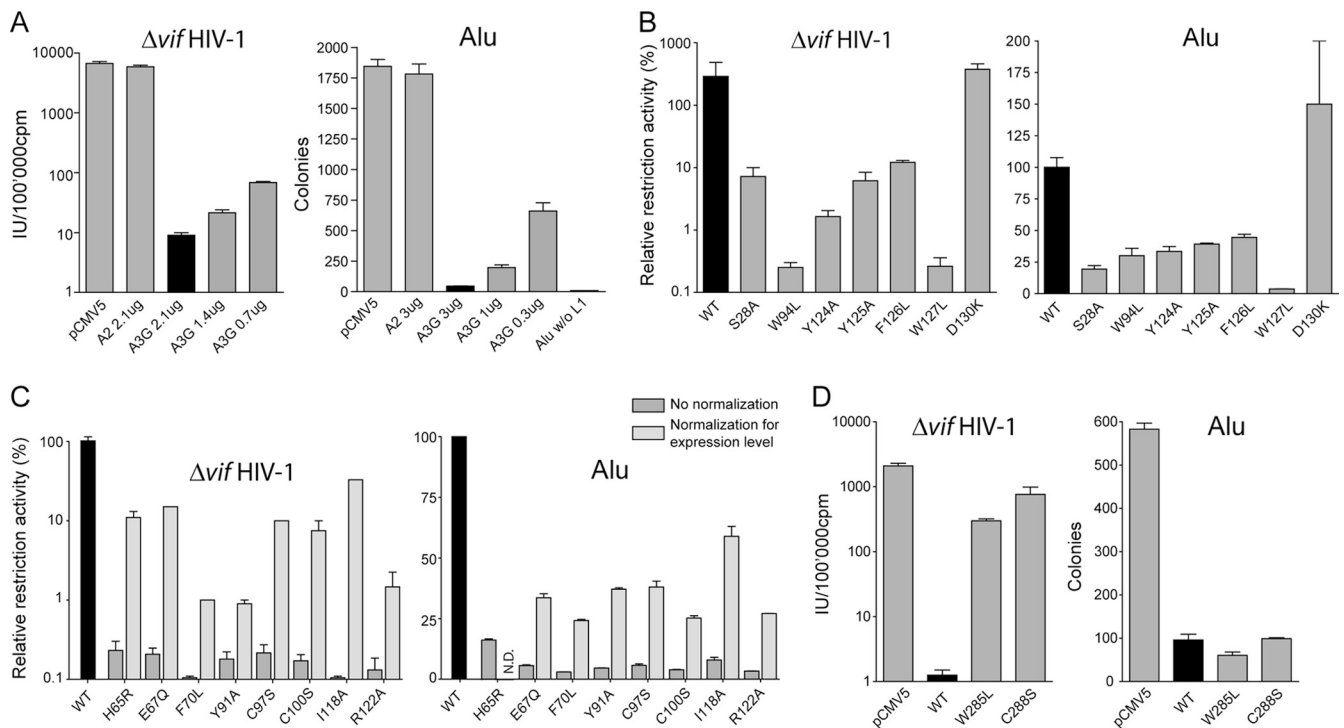 A
Δvif HIV-1
IU/100'000cpm
10000
1000
100
10
1
pCMV5
A2 2.1ug
A3G 2.1ug
A3G 1.4ug
A3G 0.7ug
Alu
Colonies
2000
1750
1500
1250
1000
750
500
250
0
pCMV5
A2 3ug
A3G 3ug
A3G 1ug
A3G 0.3ug
Alu w/o L1
B
Δvif HIV-1
Relative restriction activity (%)
1000
100
10
1
0.1
WT
S28A
W94L
Y124A
Y125A
F126L
W127L
D130K
Alu
200
175
150
125
100
75
50
25
0
WT
S28A
W94L
Y124A
Y125A
F126L
W127L
D130K
C
No normalization
Normalization for
expression level
Δvif HIV-1
Relative restriction activity (%)
100
10
1
0.1
WT
H65R
E67Q
F70L
Y91A
C97S
C100S
I118A
R122A
Alu
100
75
50
25
0
N.D.
WT
H65R
E67Q
F70L
Y91A
C97S
C100S
I118A
R122A
D
Δvif HIV-1
IU/100'000cpm
10000
1000
100
10
1
pCMV5
WT
W285L
C288S
Alu
Colonies
600
600
400
300
200
100
0
pCMV5
WT
W285L
C288S